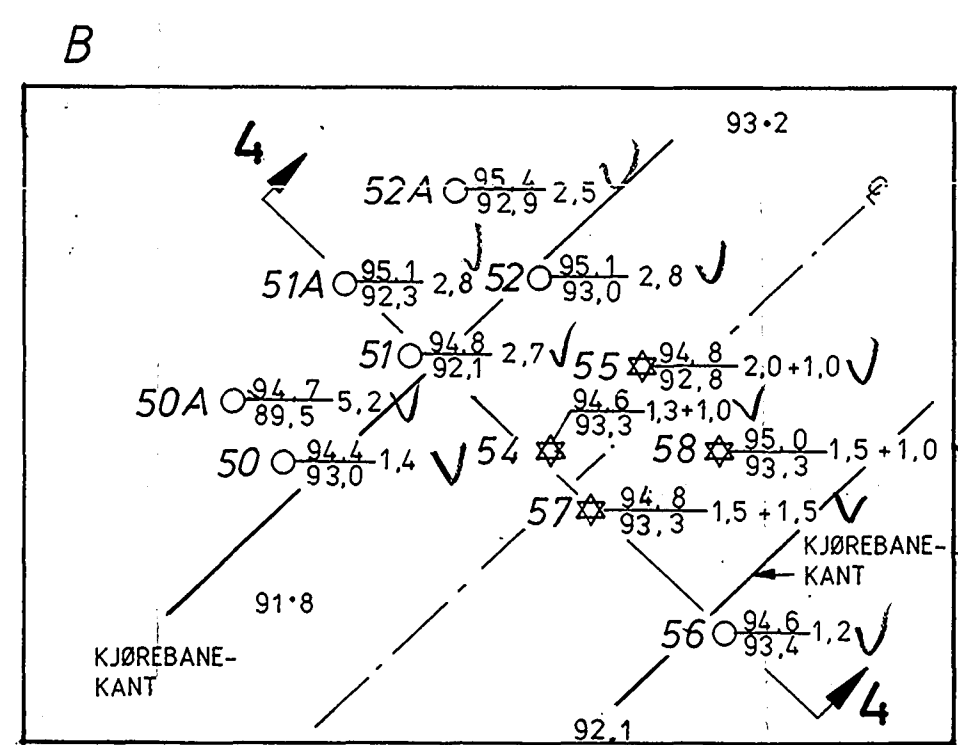 B
93.2
4
52A 95,4 2,5
92,9
℄
51A 95,1 2,8
92,3
52 95,1 2,8
93,0
51 94,8 2,7
92,1
55 94,8 2,0+1,0
92,8
50A 94,7 5,2
89,5
54 94,6 1,3+1,0
93,3
50 94,4 1,4
93,0
58 95,0 1,5+1,0
93,3
57 94,8 1,5+1,5
93,3
KJØREBANE-
KANT
91.8
56 94,6 1,2
93,4
KJØREBANE-
KANT
4
92.1